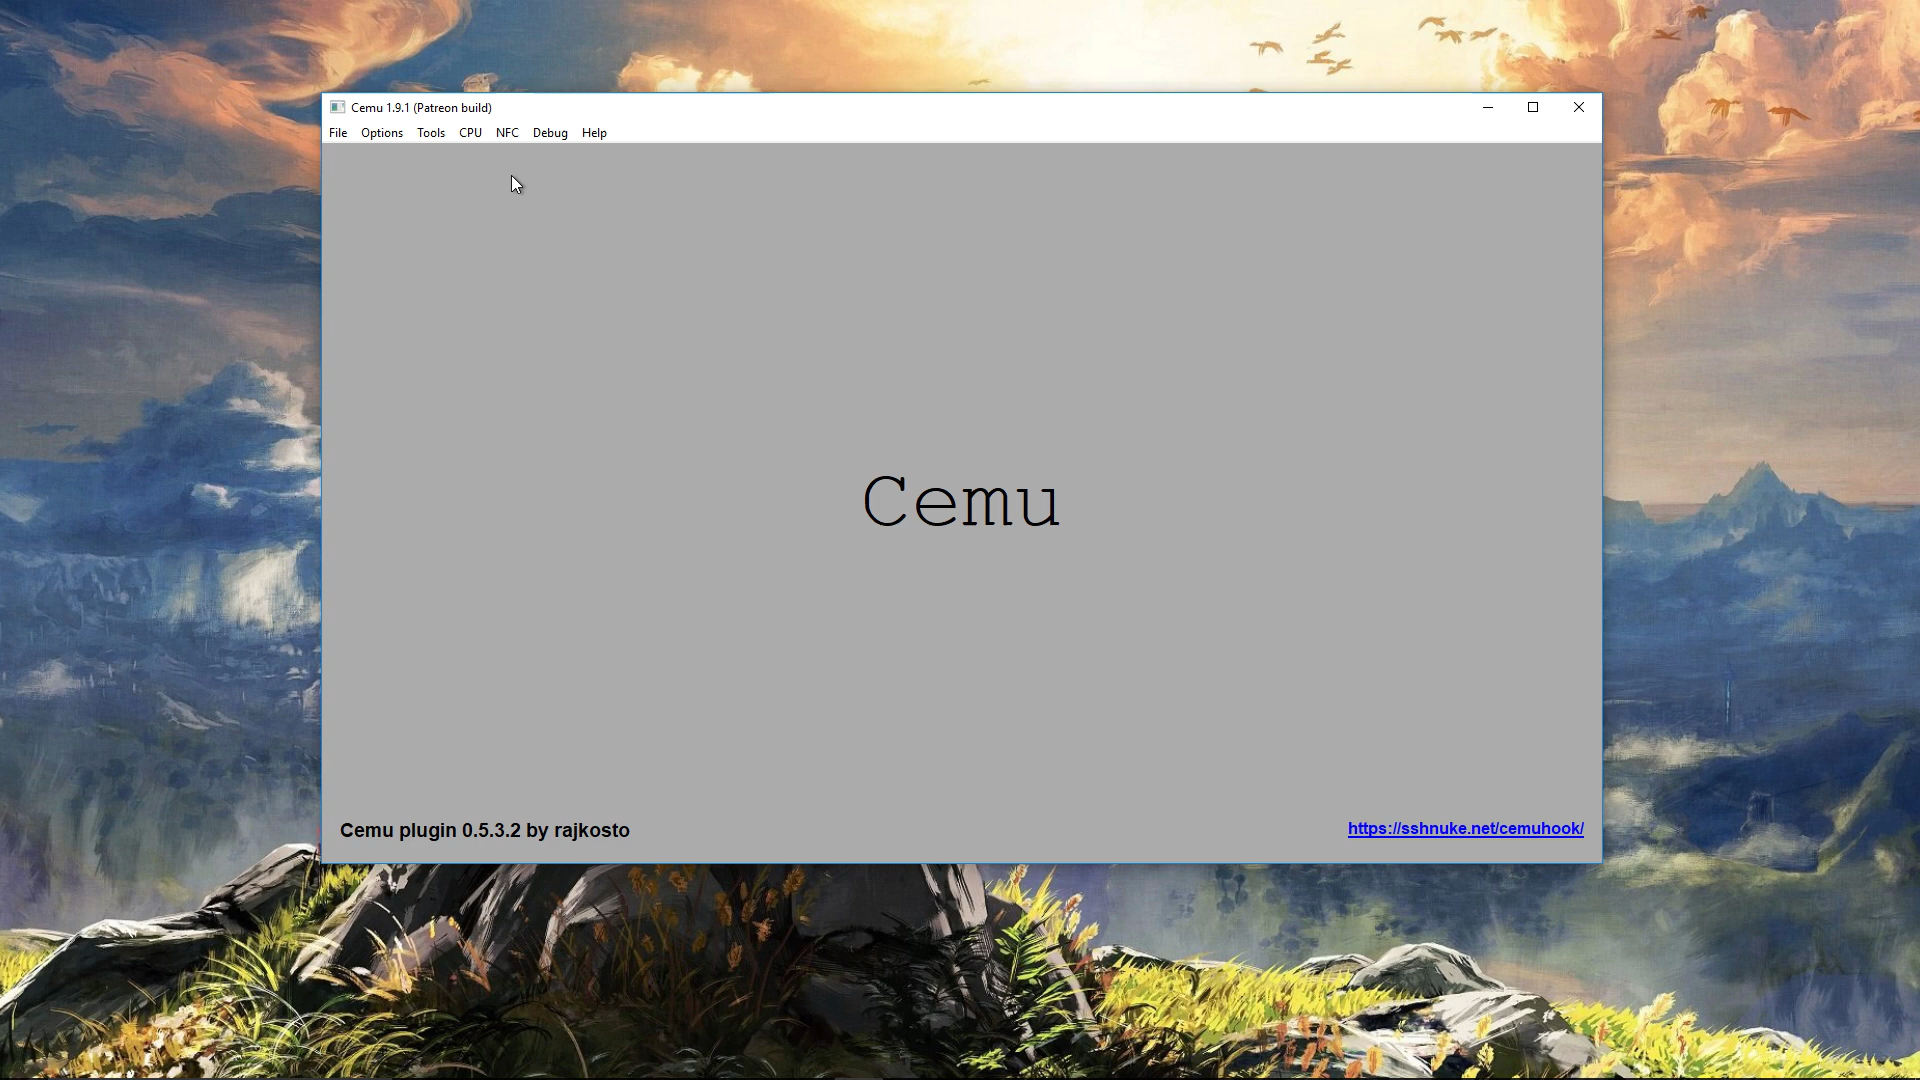 Cemu 1.9.1 (Patreon build)
File Options Tools CPU NFC Debug Help
Cemu
Cemu plugin 0.5.3.2 by rajkosto
https://sshnuke.net/cemuhook/